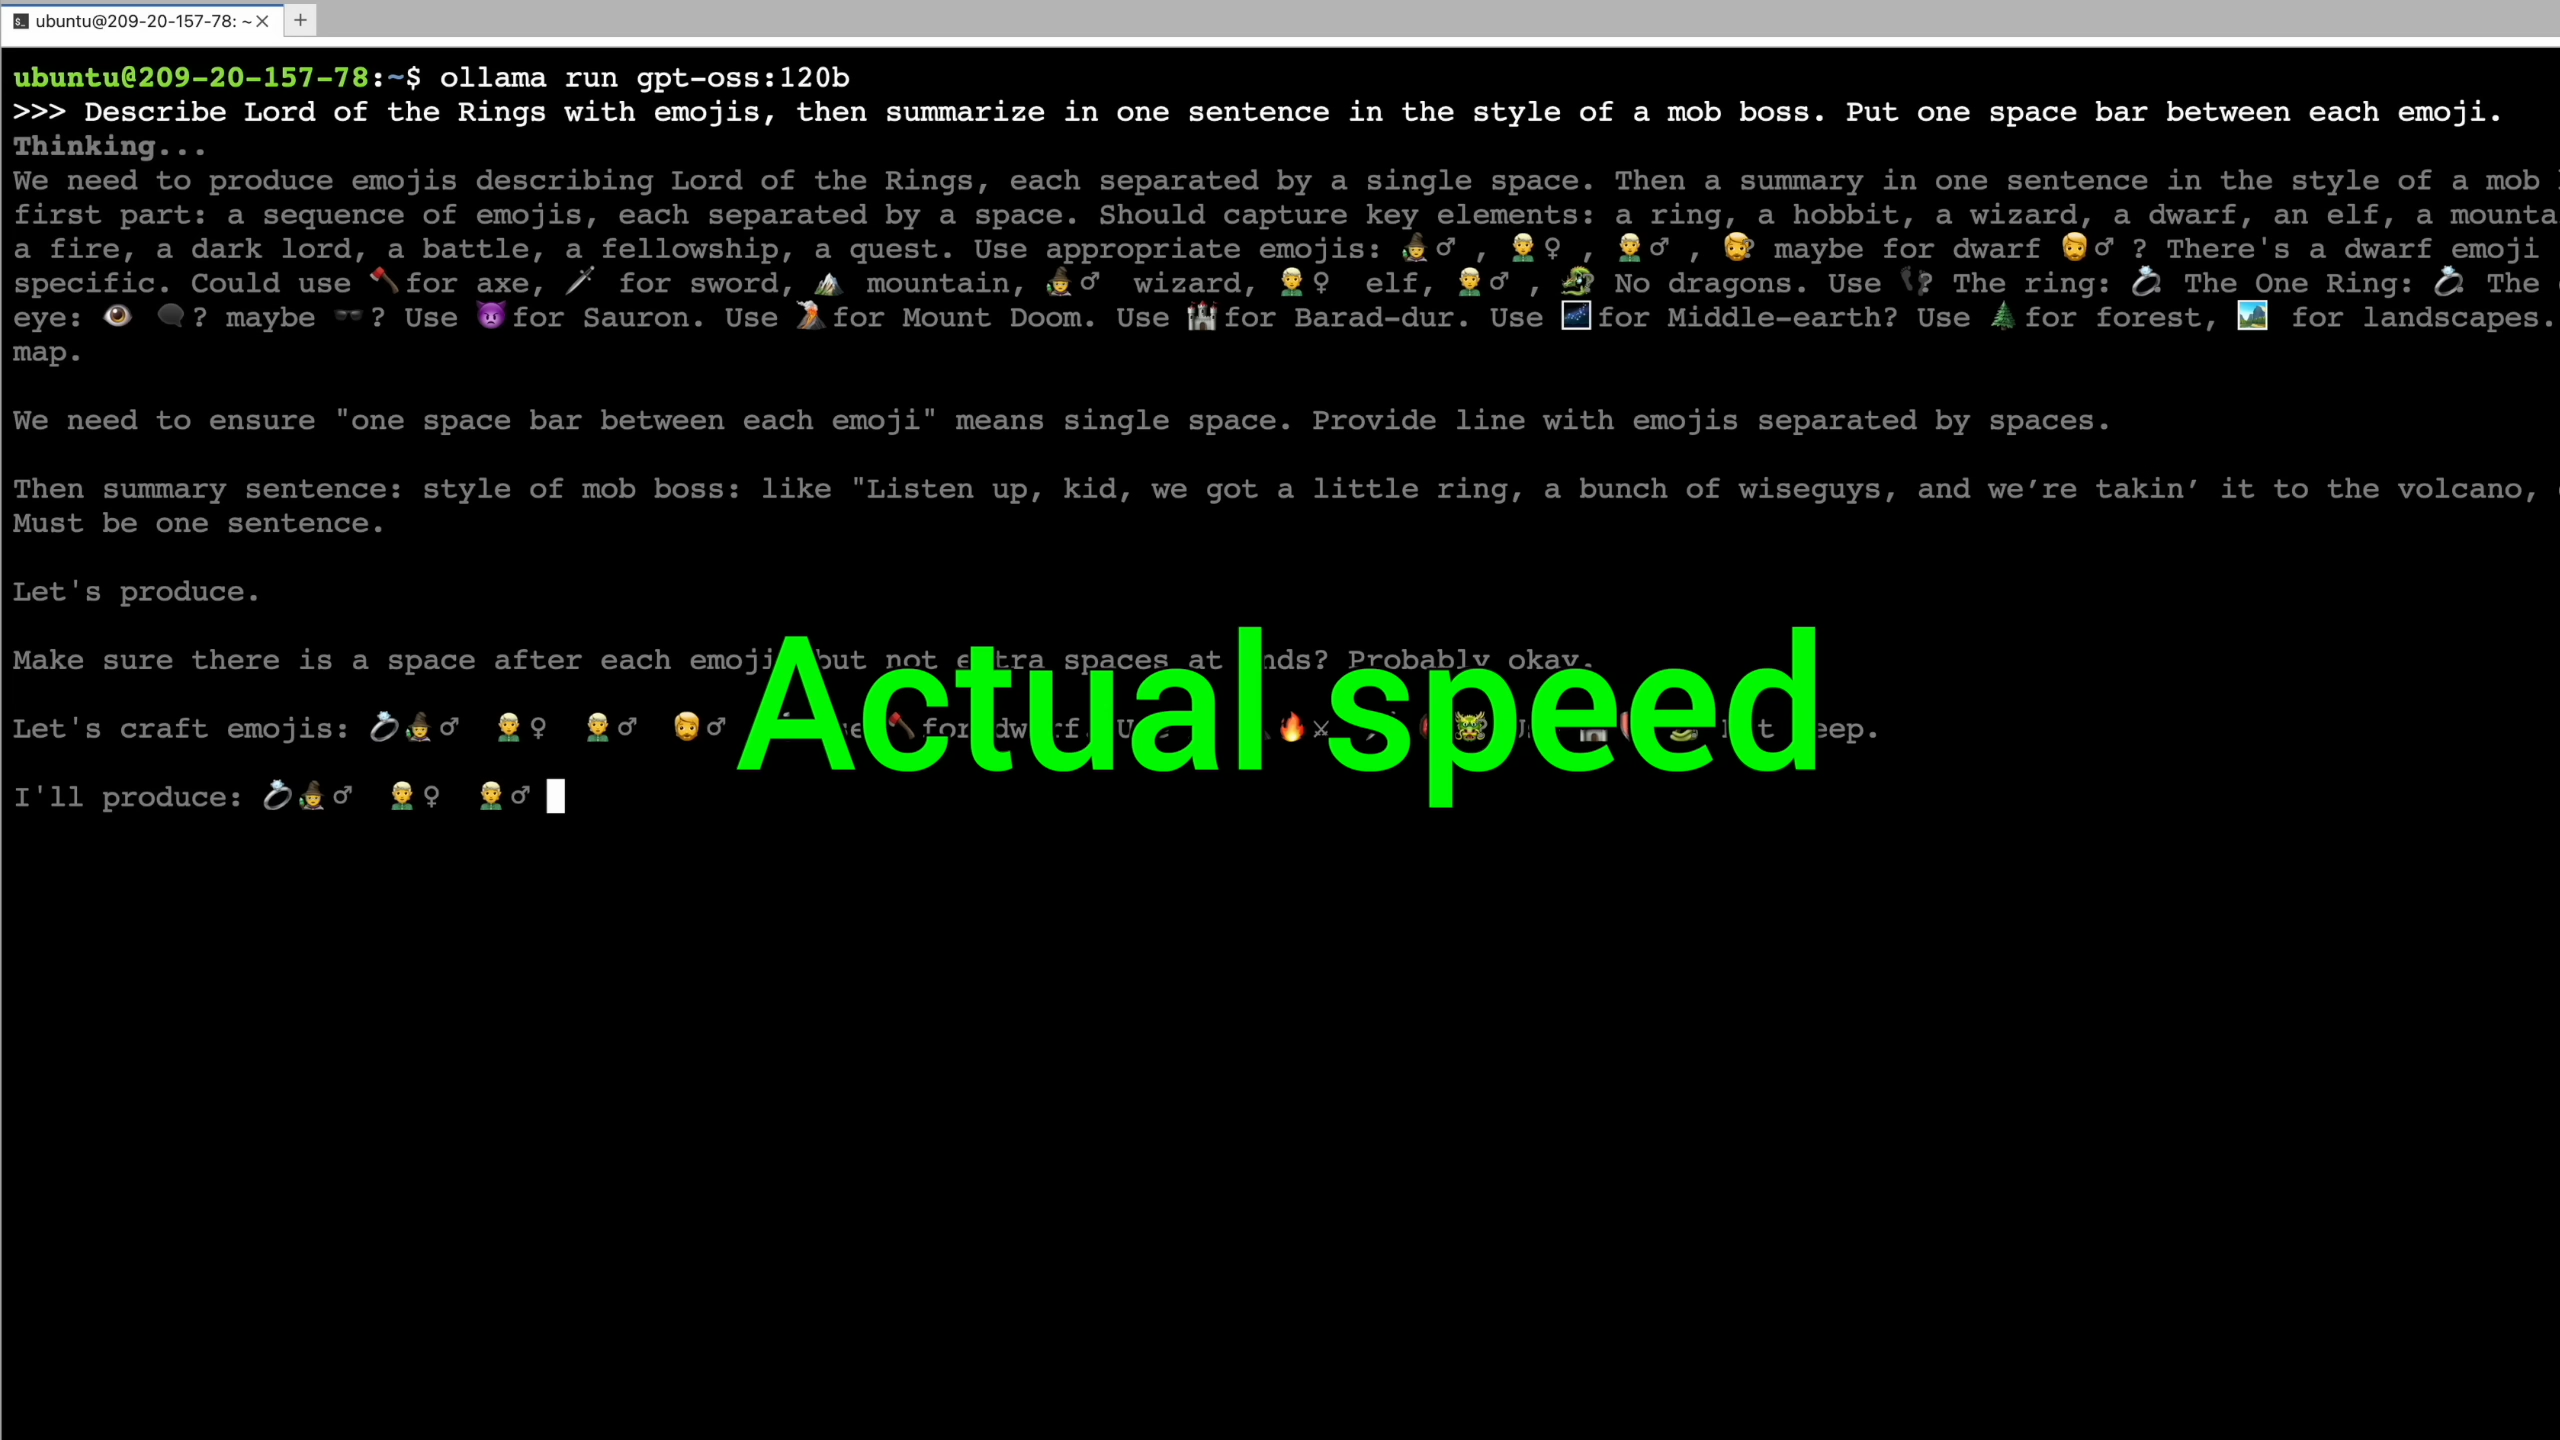 ubuntu@209-20-157-78: ~
ubuntu@209-20-157-78:~$ ollama run gpt-oss:120b
>>> Describe Lord of the Rings with emojis, then summarize in one sentence in the style of a mob boss. Put one space bar between each emoji.
Thinking...
We need to produce emojis describing Lord of the Rings, each separated by a single space. Then a summary in one sentence in the style of a mob
first part: a sequence of emojis, each separated by a space. Should capture key elements: a ring, a hobbit, a wizard, a dwarf, an elf, a mounta
a fire, a dark lord, a battle, a fellowship, a quest. Use appropriate emojis: 🧙♂, 🧝♀, 🧝♂, 🧔 maybe for dwarf 🧔♂? There's a dwarf emoji
specific. Could use 🪓 for axe, 🗡 for sword, 🏔 mountain, 🧙♂ wizard, 🧝♀ elf, 🧝♂, 🐉 No dragons. Use 👣? The ring: 💍. The One Ring: 💍. The
eye: 👁 🗨? maybe 🕶? Use 👿 for Sauron. Use 🌋 for Mount Doom. Use 🏰 for Barad-dur. Use 🌌 for Middle-earth? Use 🌲 for forest, 🏞 for landscapes.
map.
We need to ensure "one space bar between each emoji" means single space. Provide line with emojis separated by spaces.
Then summary sentence: style of mob boss: like "Listen up, kid, we got a little ring, a bunch of wiseguys, and we’re takin’ it to the volcano,
Must be one sentence.
Let's produce.
Make sure there is a space after each emoji but not extra spaces at ends? Probably okay.
Let's craft emojis: 💍🧙♂ 🧝♀ 🧝♂ 🧔♂ 🪓 for dwarf. 🔥⚔
I'll produce: 💍🧙♂ 🧝♀ 🧝♂
Actual speed